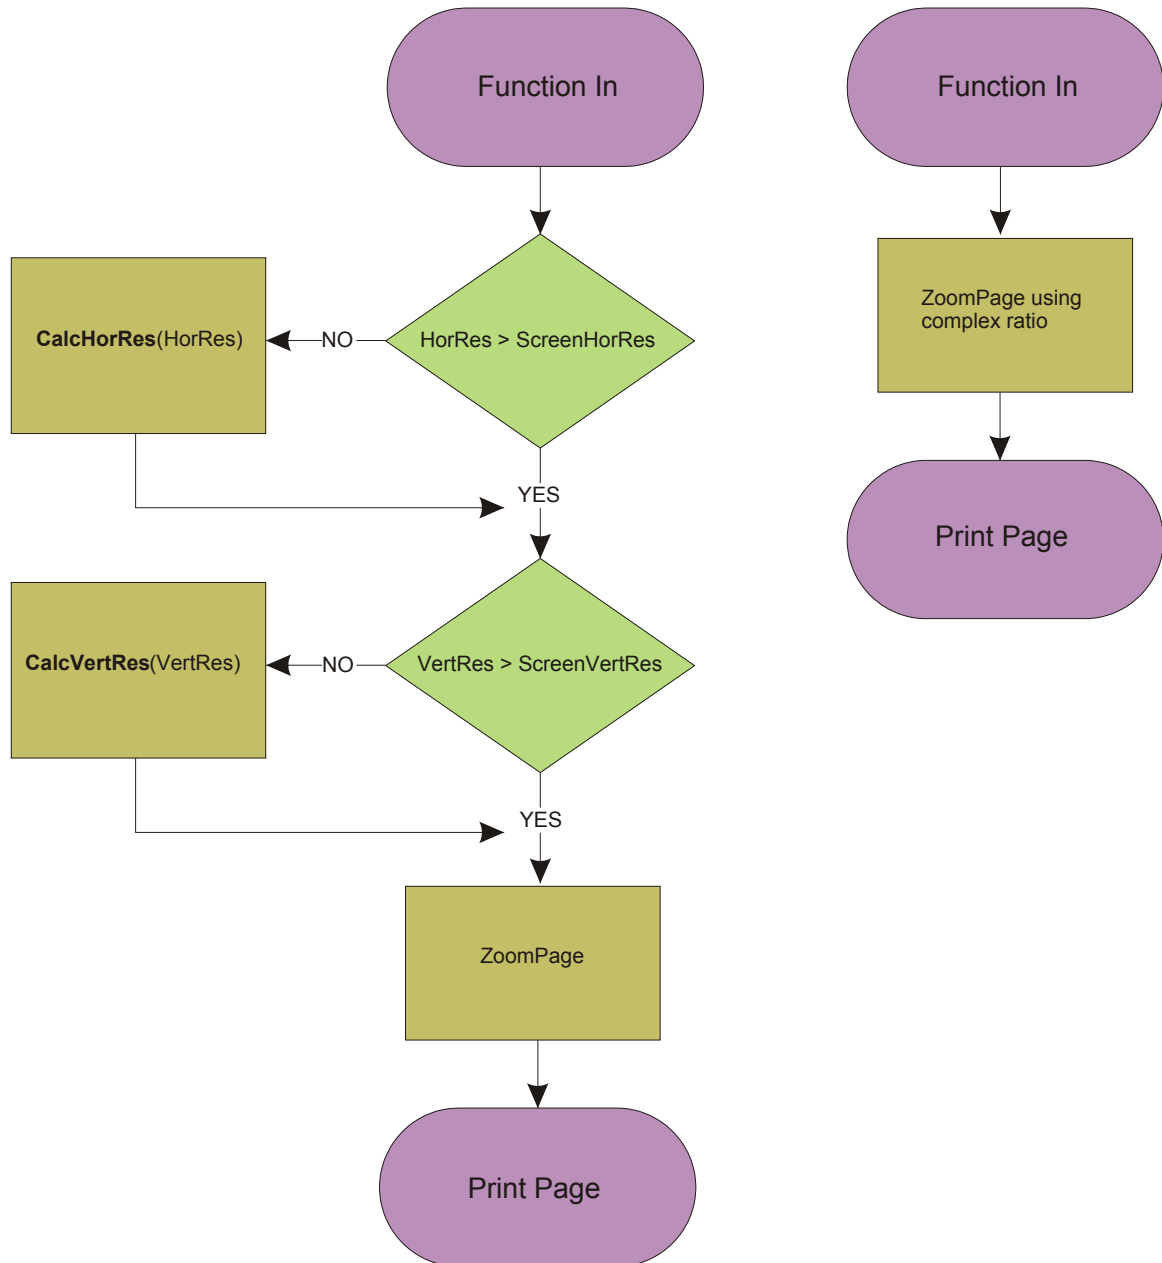 Function In
Function In
CalcHorRes(HorRes)
NO
HorRes > ScreenHorRes
ZoomPage using
complex ratio
YES
Print Page
CalcVertRes(VertRes)
NO
VertRes > ScreenVertRes
YES
ZoomPage
Print Page